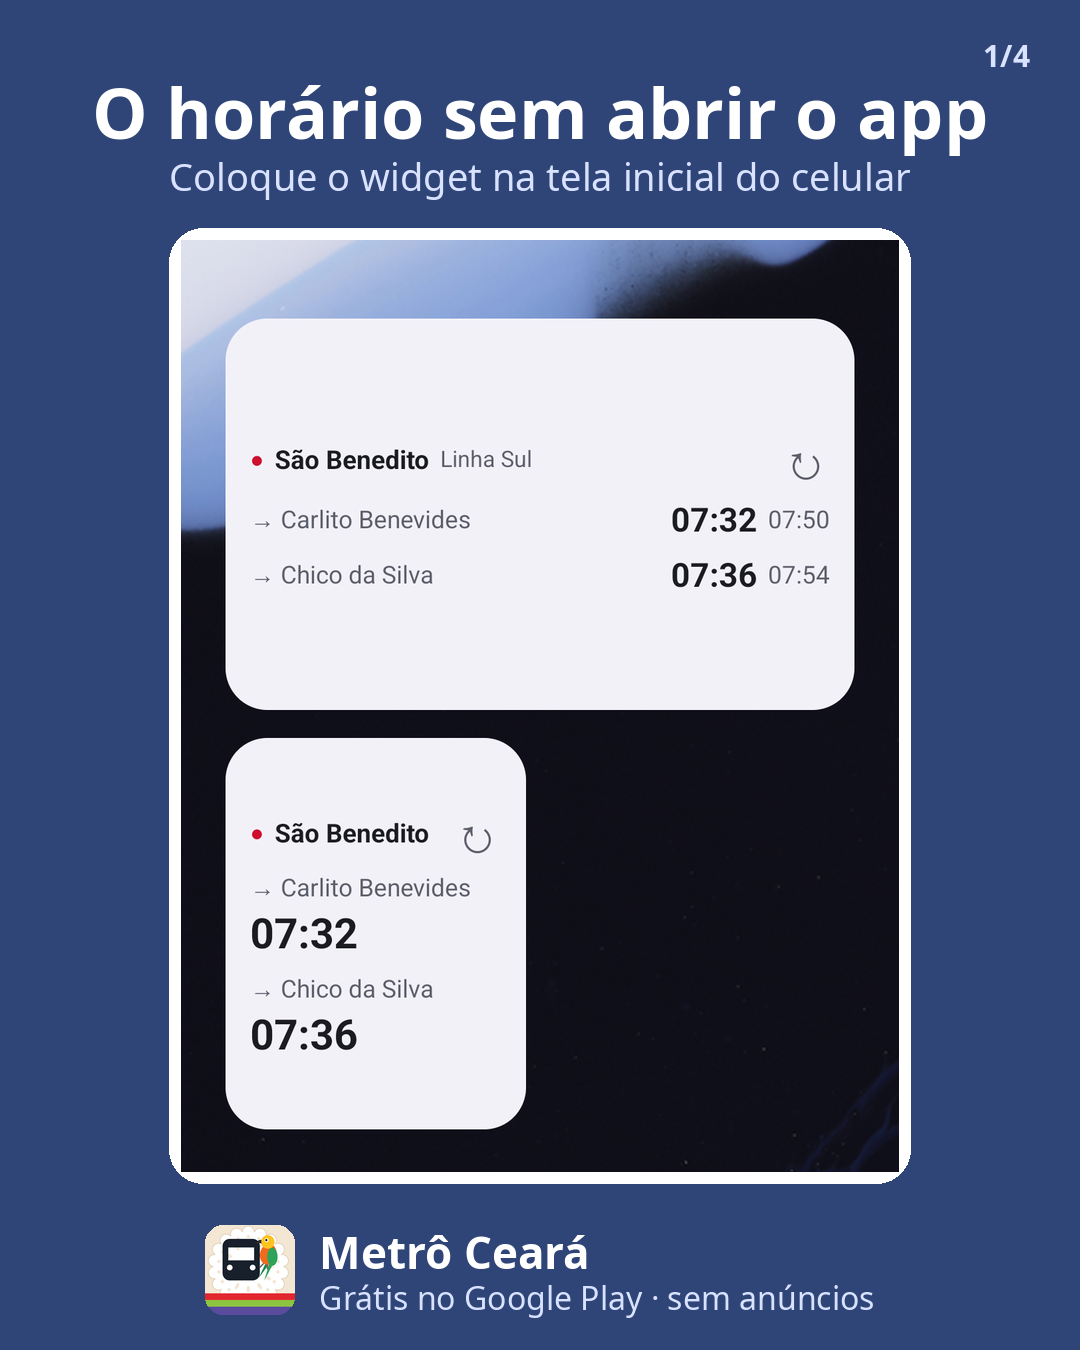 1/4
O horário sem abrir o app
Coloque o widget na tela inicial do celular
São Benedito Linha Sul
→ Carlito Benevides 07:32 07:50
→ Chico da Silva 07:36 07:54
São Benedito
→ Carlito Benevides
07:32
→ Chico da Silva
07:36
Metrô Ceará
Grátis no Google Play · sem anúncios